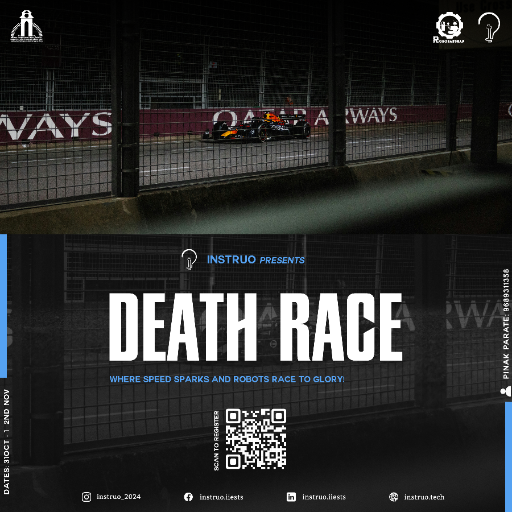 WAYS
QATAR AIRWAYS
INSTRUO PRESENTS
DEATH RACE
WHERE SPEED SPARKS AND ROBOTS RACE TO GLORY!
SCAN TO REGISTER
DATES: 31OCT - 1 2ND NOV
PINAK PARATE: 9689311358
instruo_2024
instruo.iiests
instruo.iiests
instruo.tech